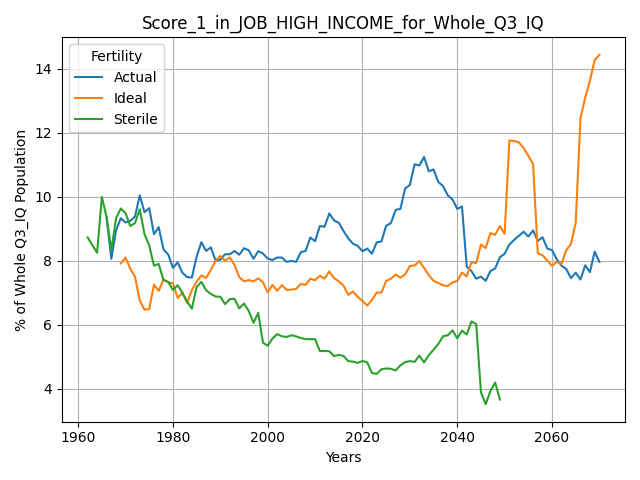 Score_1_in_JOB_HIGH_INCOME_for_Whole_Q3_IQ
Fertility
Actual
Ideal
Sterile
% of Whole Q3_IQ Population
14
12
10
8
6
4
1960
1980
2000
2020
2040
2060
Years